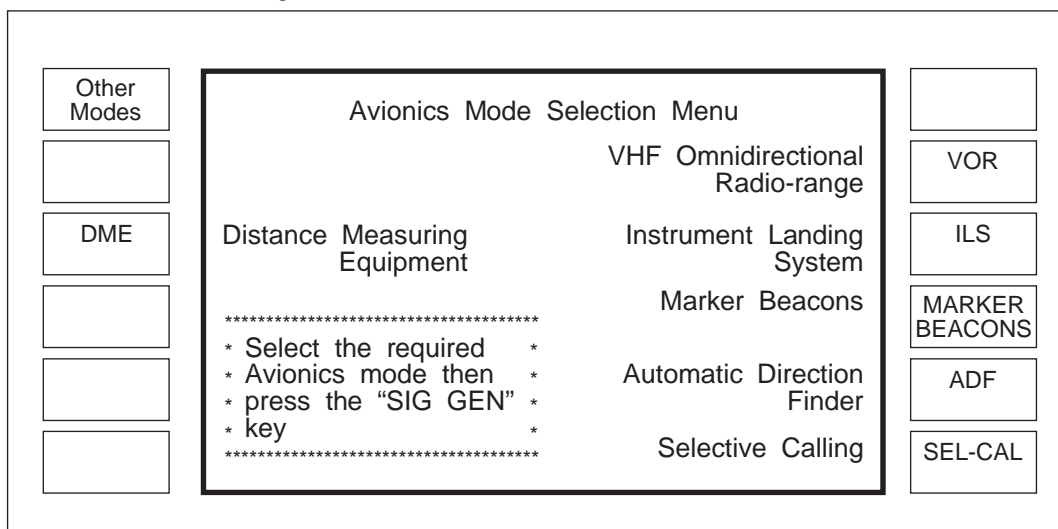 Other
Modes
Avionics Mode Selection Menu
VHF Omnidirectional
Radio-range
VOR
DME
Distance Measuring
Equipment
Instrument Landing
System
ILS
Marker Beacons
MARKER
BEACONS
**************************************
* Select the required *
* Avionics mode then *
* press the “SIG GEN” *
* key *
**************************************
Automatic Direction
Finder
ADF
Selective Calling
SEL-CAL